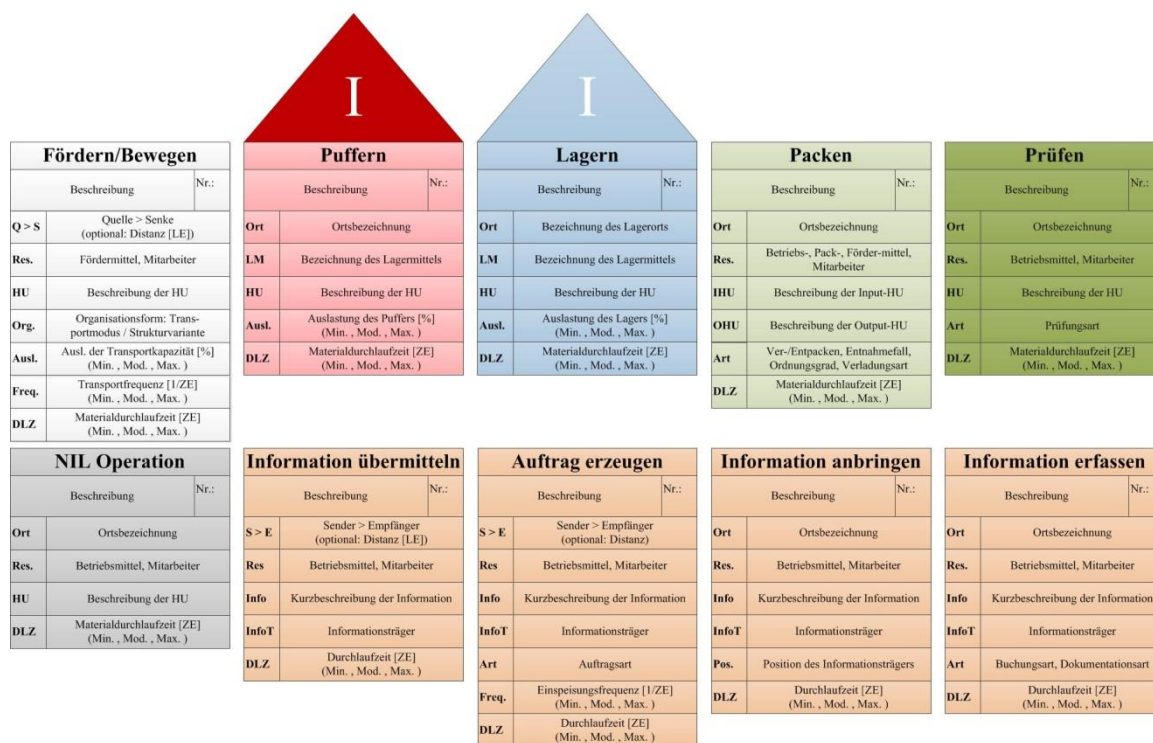 I
I
Fördern/Bewegen
Beschreibung
Nr.:
Q > S
Quelle > Senke
(optional: Distanz [LE])
Res.
Fördermittel, Mitarbeiter
HU
Beschreibung der HU
Org.
Organisationsform: Trans-
portmodus / Strukturvariante
Ausl.
Ausl. der Transportkapazität [%]
(Min. , Mod. , Max. )
Freq.
Transportfrequenz [1/ZE]
(Min. , Mod. , Max. )
DLZ
Materialdurchlaufzeit [ZE]
(Min. , Mod. , Max. )
Puffern
Beschreibung
Nr.:
Ort
Ortsbezeichnung
LM
Bezeichnung des Lagermittels
HU
Beschreibung der HU
Ausl.
Auslastung des Puffers [%]
(Min. , Mod. , Max. )
DLZ
Materialdurchlaufzeit [ZE]
(Min. , Mod. , Max. )
Lagern
Beschreibung
Nr.:
Ort
Bezeichnung des Lagerorts
LM
Bezeichnung des Lagermittels
HU
Beschreibung der HU
Ausl.
Auslastung des Lagers [%]
(Min. , Mod. , Max. )
DLZ
Materialdurchlaufzeit [ZE]
(Min. , Mod. , Max. )
Packen
Beschreibung
Nr.:
Ort
Ortsbezeichnung
Res.
Betriebs-, Pack-, Förder-mittel,
Mitarbeiter
IHU
Beschreibung der Input-HU
OHU
Beschreibung der Output-HU
Art
Ver-/Entpacken, Entnahmefall,
Ordnungsgrad, Verladungsart
DLZ
Materialdurchlaufzeit [ZE]
(Min. , Mod. , Max. )
Prüfen
Beschreibung
Nr.:
Ort
Ortsbezeichnung
Res.
Betriebsmittel, Mitarbeiter
HU
Beschreibung der HU
Art
Prüfungsart
DLZ
Materialdurchlaufzeit [ZE]
(Min. , Mod. , Max. )
NIL Operation
Beschreibung
Nr.:
Ort
Ortsbezeichnung
Res.
Betriebsmittel, Mitarbeiter
HU
Beschreibung der HU
DLZ
Materialdurchlaufzeit [ZE]
(Min. , Mod. , Max. )
Information übermitteln
Beschreibung
Nr.:
S > E
Sender > Empfänger
(optional: Distanz [LE])
Res
Betriebsmittel, Mitarbeiter
Info
Kurzbeschreibung der Information
InfoT
Informationsträger
DLZ
Durchlaufzeit [ZE]
(Min. , Mod. , Max. )
Auftrag erzeugen
Beschreibung
Nr.:
S > E
Sender > Empfänger
(optional: Distanz)
Res
Betriebsmittel, Mitarbeiter
Info
Kurzbeschreibung der Information
InfoT
Informationsträger
Art
Auftragsart
Freq.
Einspeisungsfrequenz [1/ZE]
(Min. , Mod. , Max. )
DLZ
Durchlaufzeit [ZE]
(Min. , Mod. , Max. )
Information anbringen
Beschreibung
Nr.:
Ort
Ortsbezeichnung
Res.
Betriebsmittel, Mitarbeiter
Info
Kurzbeschreibung der Information
InfoT
Informationsträger
Pos.
Position des Informationsträgers
DLZ
Durchlaufzeit [ZE]
(Min. , Mod. , Max. )
Information erfassen
Beschreibung
Nr.:
Ort
Ortsbezeichnung
Res.
Betriebsmittel, Mitarbeiter
Info
Kurzbeschreibung der Information
InfoT
Informationsträger
Art
Buchungsart, Dokumentationsart
DLZ
Durchlaufzeit [ZE]
(Min. , Mod. , Max. )